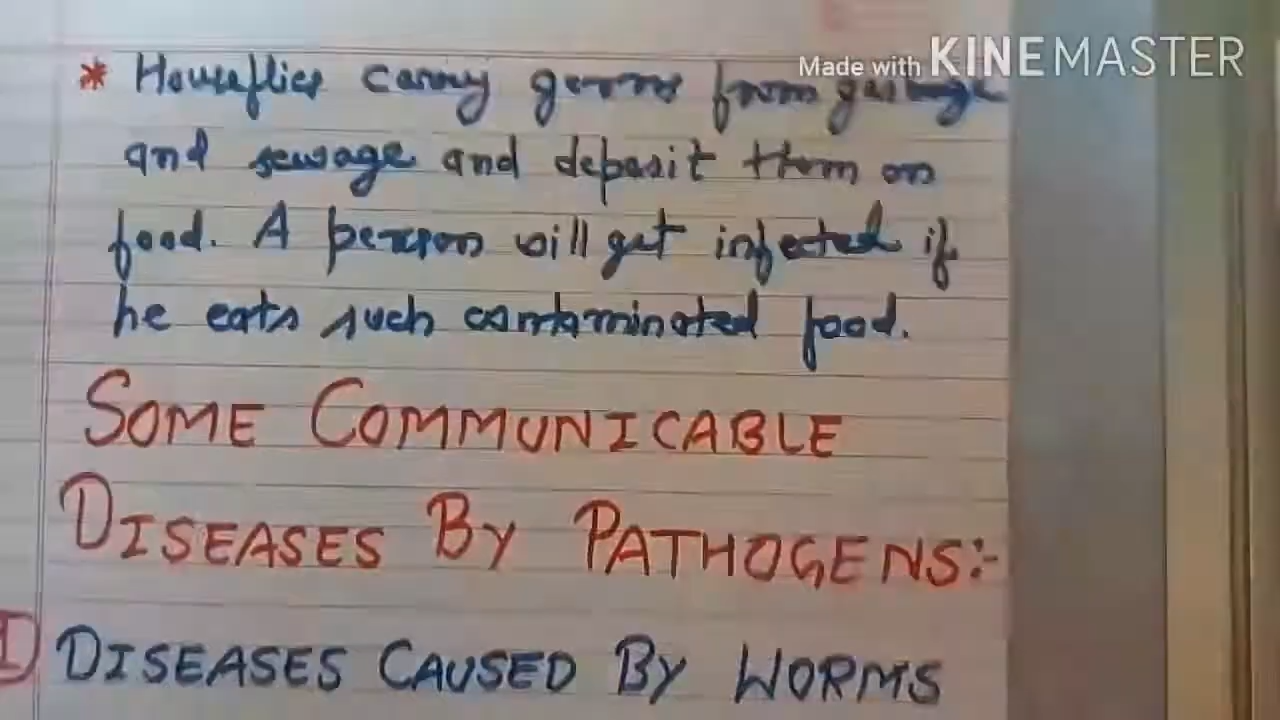 Made with KINEMASTER
* Houseflies carry germs from garbage
and sewage and deposit them on
food. A person will get infected if
he eats such contaminated food.
SOME COMMUNICABLE
DISEASES BY PATHOGENS:-
I) DISEASES CAUSED BY WORMS